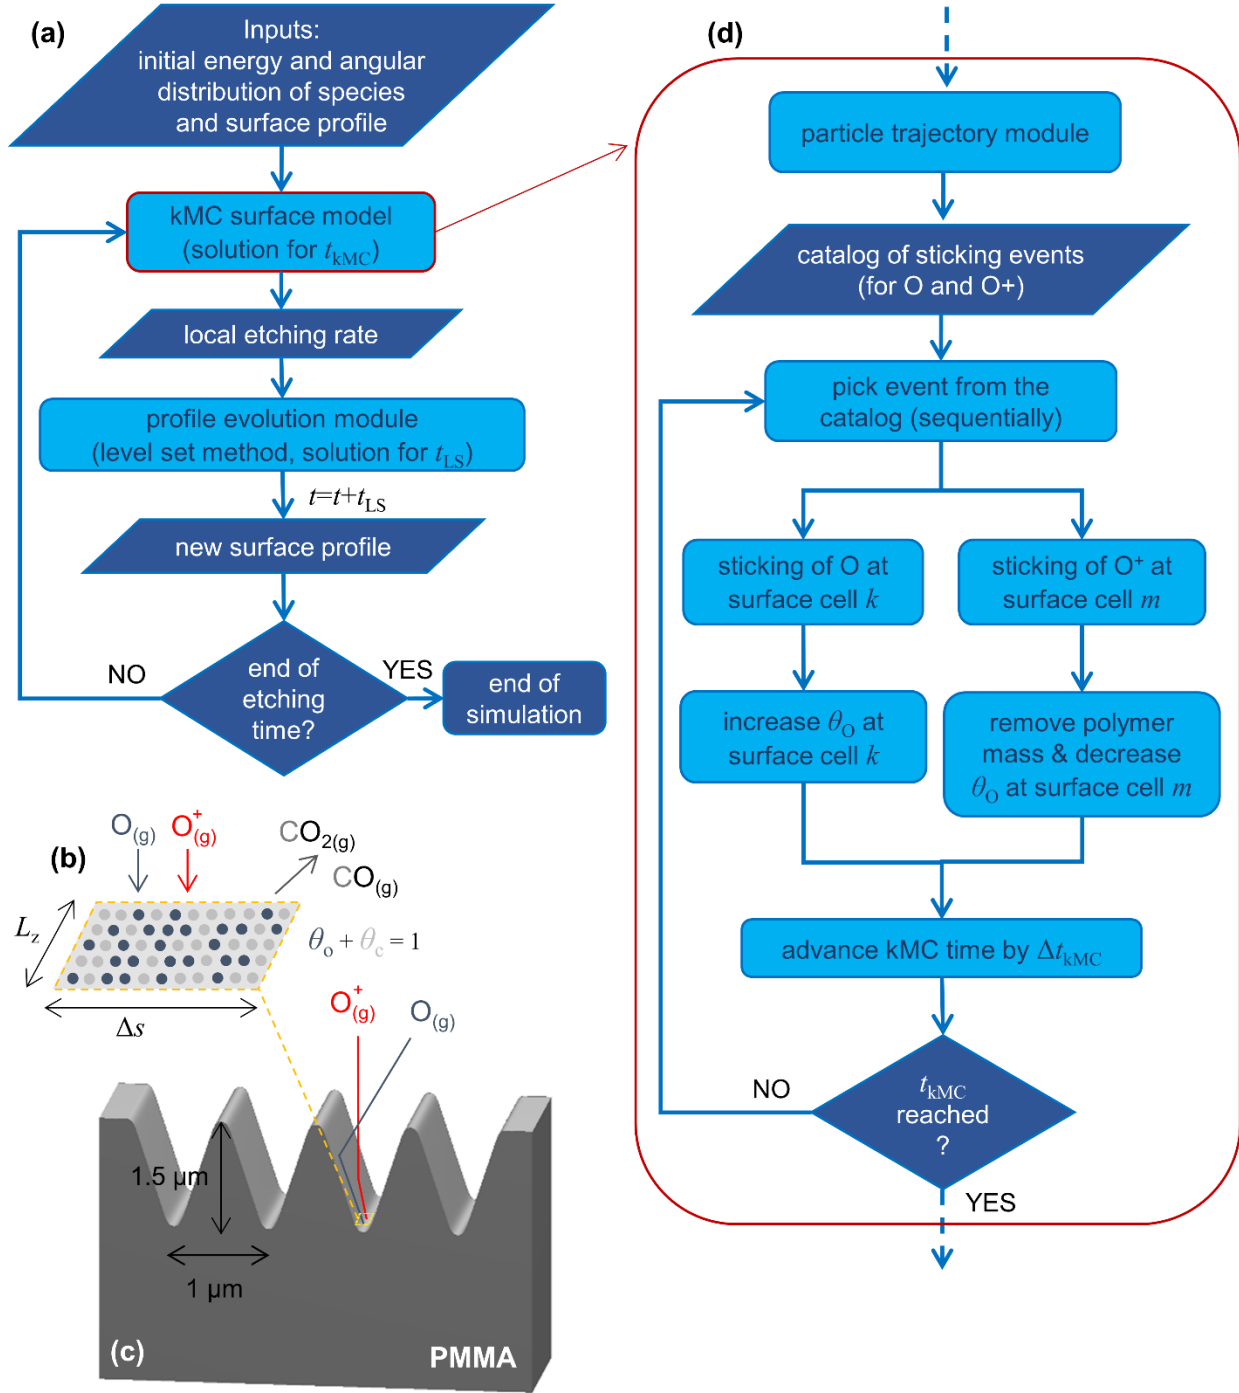 (a)
Inputs:
initial energy and angular
distribution of species
and surface profile
kMC surface model
(solution for t_kMC)
local etching rate
profile evolution module
(level set method, solution for t_LS)
t=t+t_LS
new surface profile
end of
etching
time?
NO
YES
end of
simulation
(b)
O(g)
O+(g)
CO2(g)
CO(g)
Lz
θo + θc = 1
Δs
O+(g)
O(g)
1.5 µm
1 µm
(c)
PMMA
(d)
particle trajectory module
catalog of sticking events
(for O and O+)
pick event from the
catalog (sequentially)
sticking of O at
surface cell k
sticking of O+ at
surface cell m
increase θO at
surface cell k
remove polymer
mass & decrease
θO at surface cell m
advance kMC time by Δt_kMC
t_kMC
reached
?
NO
YES